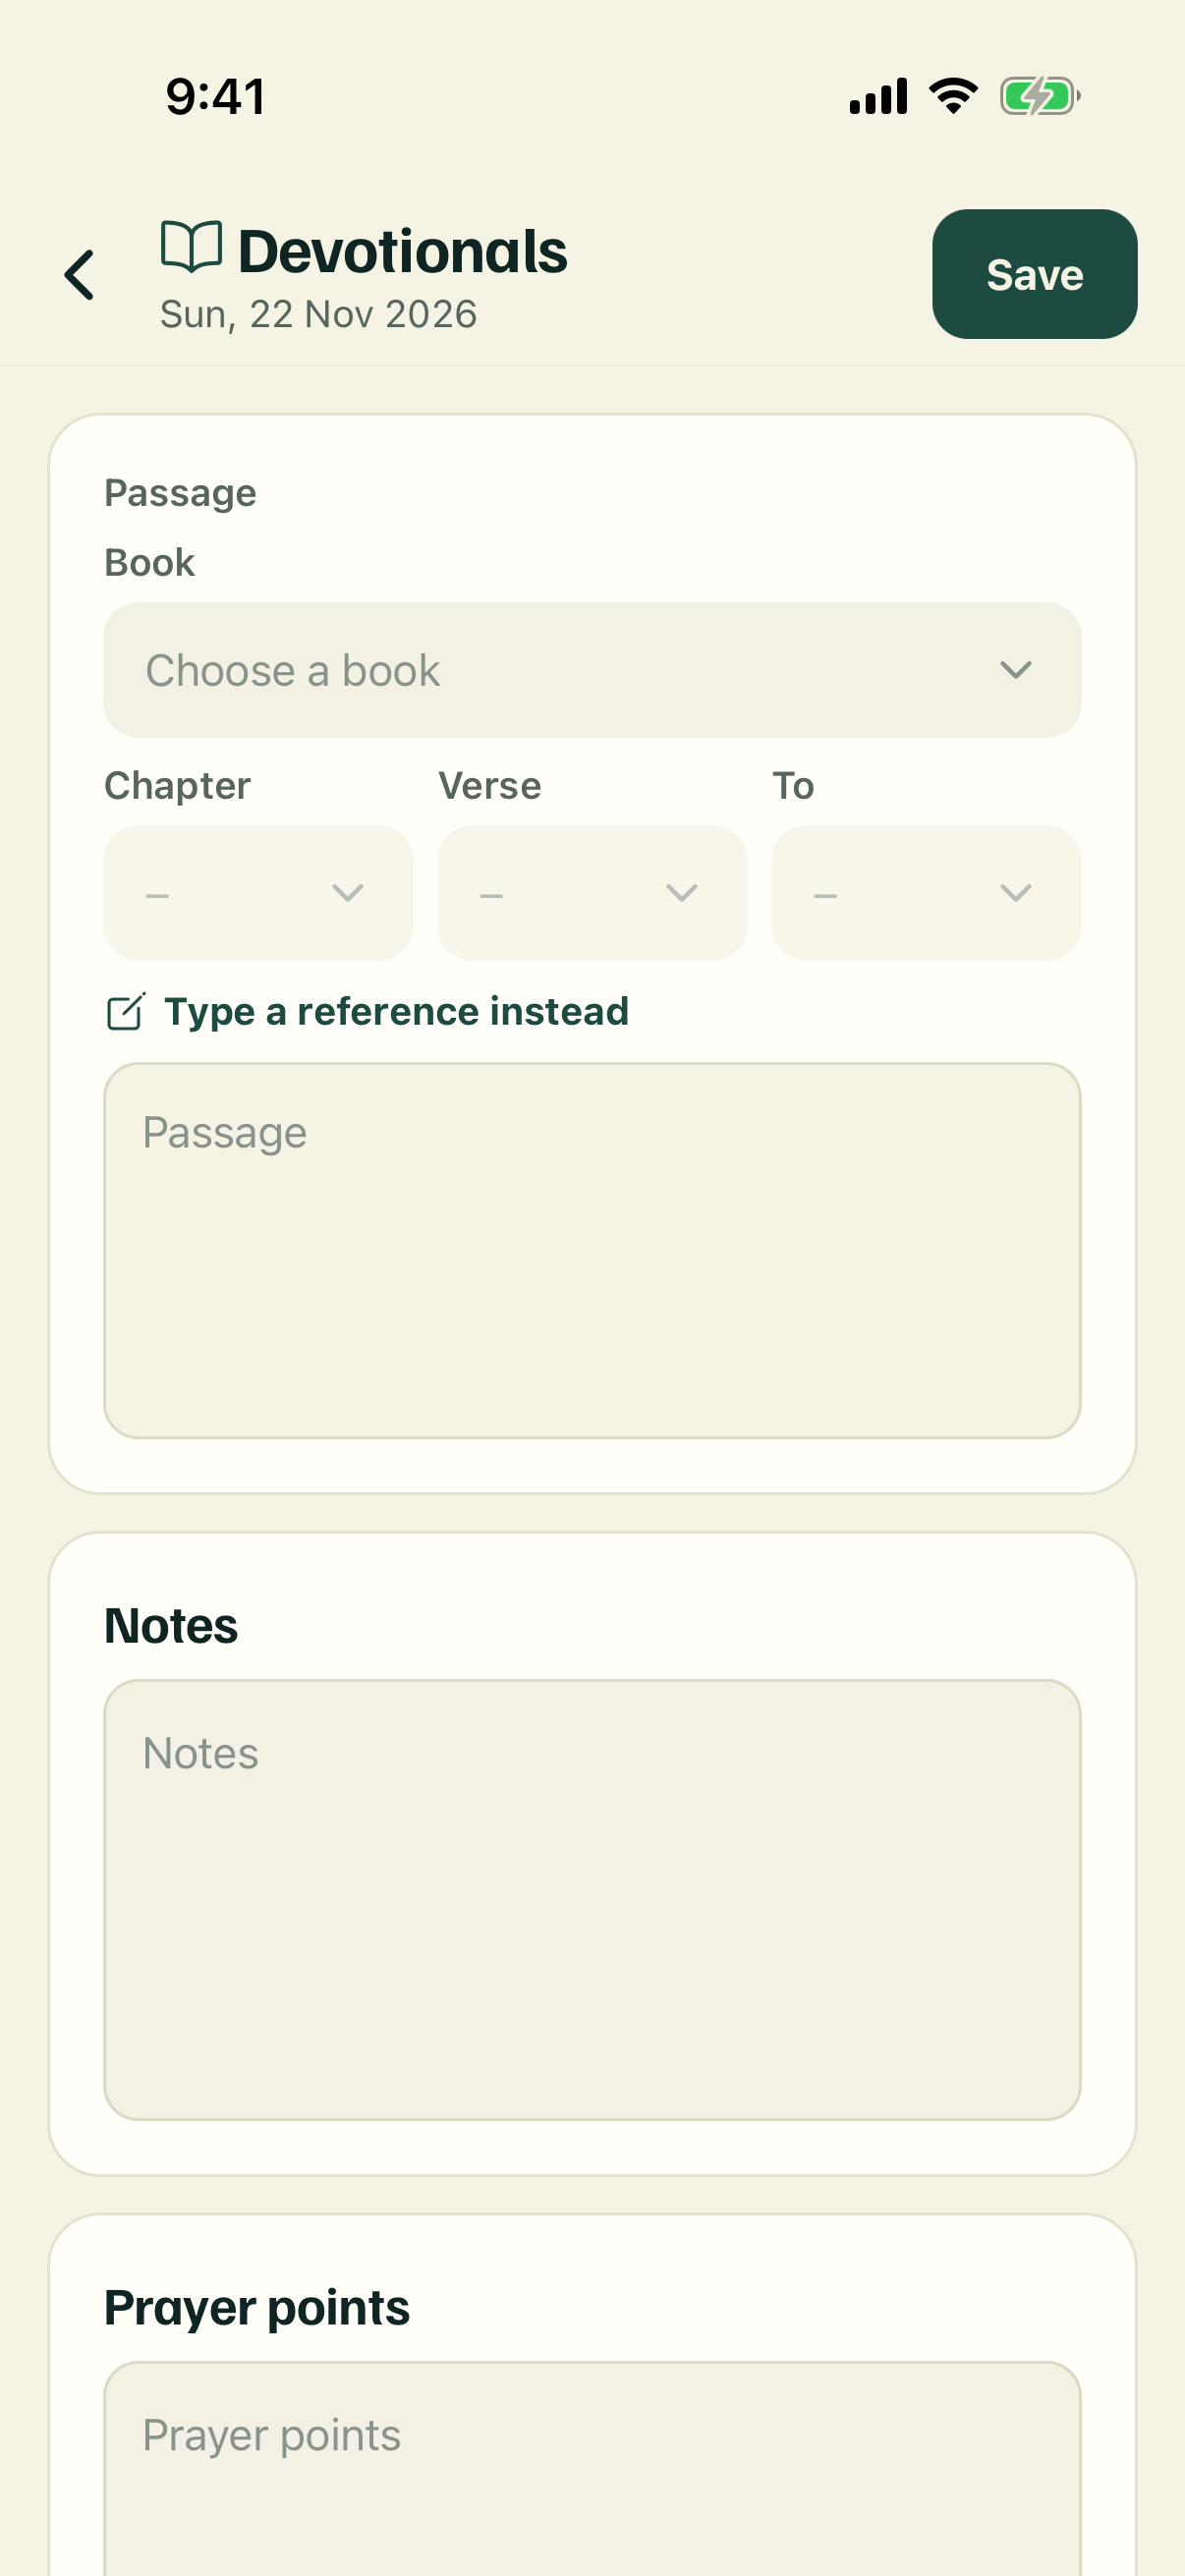 9:41
Devotionals
Save
Sun, 22 Nov 2026
Passage
Book
Choose a book
Chapter Verse To
– – –
Type a reference instead
Passage
Notes
Notes
Prayer points
Prayer points